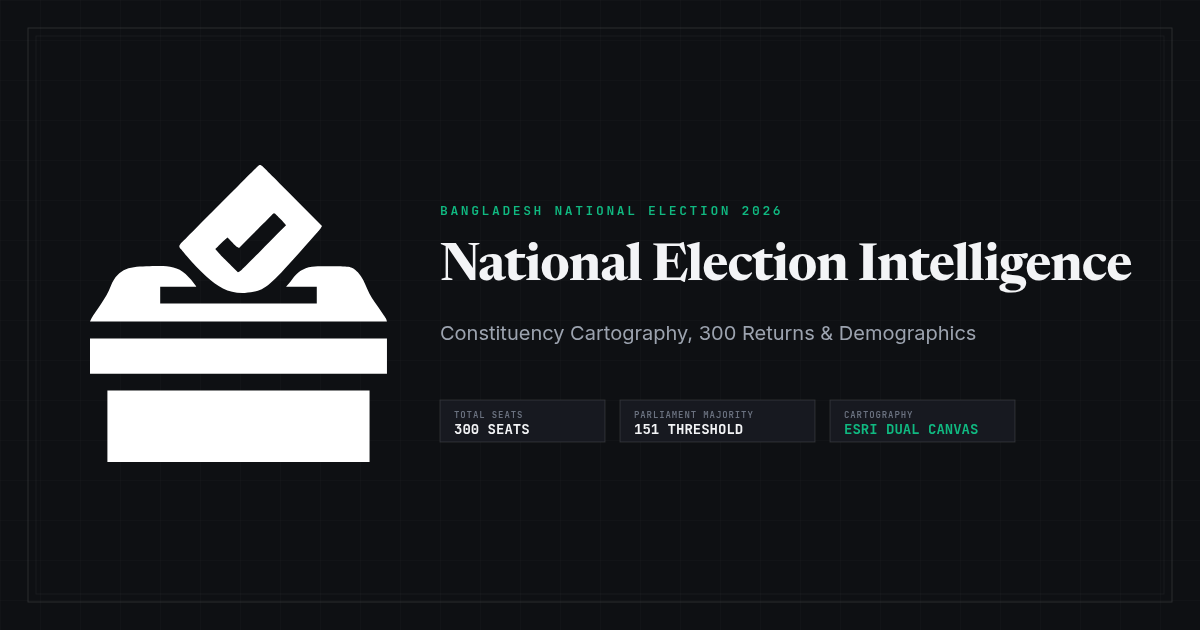 BANGLADESH NATIONAL ELECTION 2026
National Election Intelligence
Constituency Cartography, 300 Returns & Demographics
TOTAL SEATS
300 SEATS
PARLIAMENT MAJORITY
151 THRESHOLD
CARTOGRAPHY
ESRI DUAL CANVAS